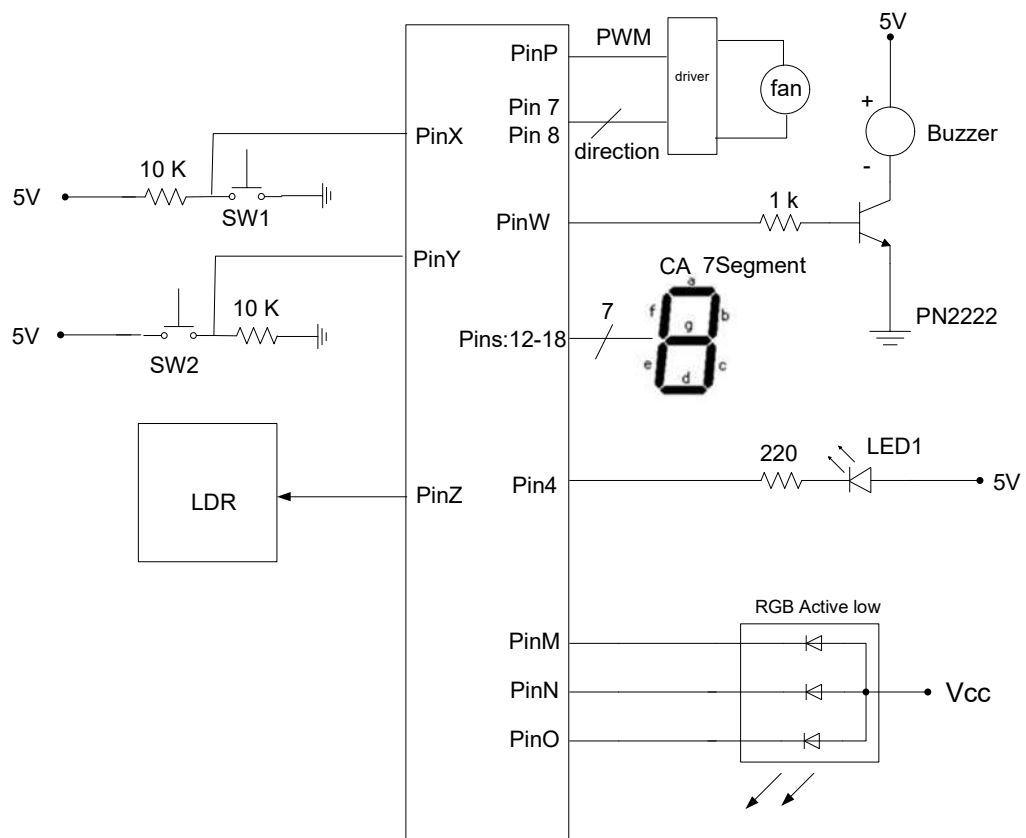 PinP
PWM
driver
fan
5V
+
Buzzer
-
Pin 7
Pin 8
direction
PinX
10 K
5V
SW1
PinW
1 k
PN2222
PinY
10 K
5V
SW2
CA 7Segment
a
f
b
g
e
c
d
7
Pins:12-18
LDR
PinZ
Pin4
220
LED1
5V
RGB Active low
PinM
PinN
PinO
Vcc